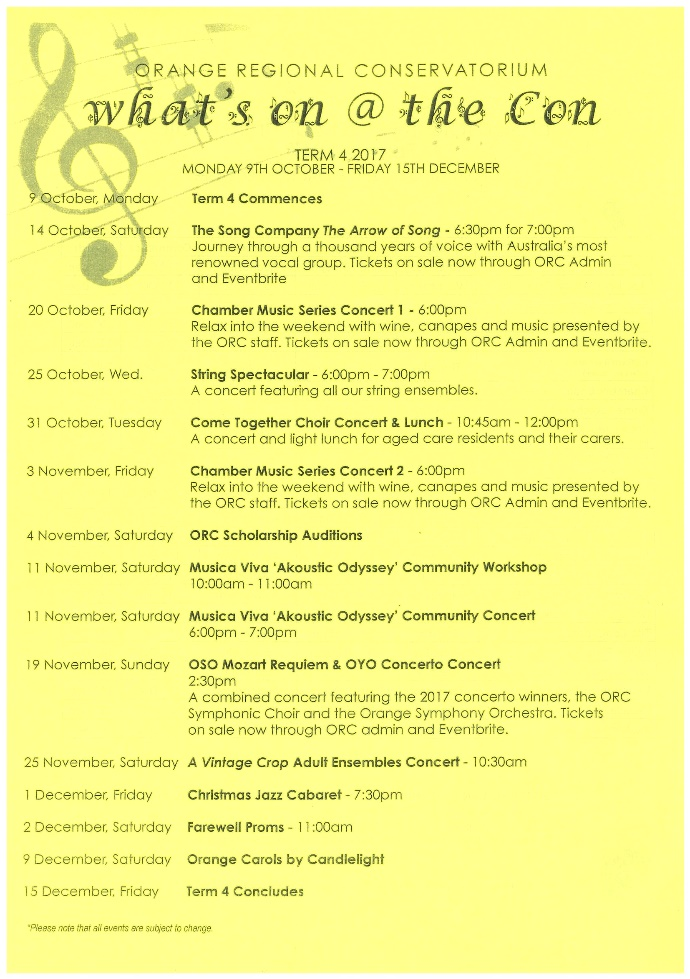 ORANGE REGIONAL CONSERVATORIUM
what's on @ the Con
TERM 4 2017
MONDAY 9TH OCTOBER - FRIDAY 15TH DECEMBER
9 October, Monday Term 4 Commences
14 October, Saturday The Song Company The Arrow of Song - 6:30pm for 7:00pm
Journey through a thousand years of voice with Australia's most
renowned vocal group. Tickets on sale now through ORC Admin
and Eventbrite
20 October, Friday Chamber Music Series Concert 1 - 6:00pm
Relax into the weekend with wine, canapes and music presented by
the ORC staff. Tickets on sale now through ORC Admin and Eventbrite.
25 October, Wed. String Spectacular - 6:00pm - 7:00pm
A concert featuring all our string ensembles.
31 October, Tuesday Come Together Choir Concert & Lunch - 10:45am - 12:00pm
A concert and light lunch for aged care residents and their carers.
3 November, Friday Chamber Music Series Concert 2 - 6:00pm
Relax into the weekend with wine, canapes and music presented by
the ORC staff. Tickets on sale now through ORC Admin and Eventbrite.
4 November, Saturday ORC Scholarship Auditions
11 November, Saturday Musica Viva 'Akoustic Odyssey' Community Workshop
10:00am - 11:00am
11 November, Saturday Musica Viva 'Akoustic Odyssey' Community Concert
6:00pm - 7:00pm
19 November, Sunday OSO Mozart Requiem & OYO Concerto Concert
2:30pm
A combined concert featuring the 2017 concerto winners, the ORC
Symphonic Choir and the Orange Symphony Orchestra. Tickets
on sale now through ORC admin and Eventbrite.
25 November, Saturday A Vintage Crop Adult Ensembles Concert - 10:30am
1 December, Friday Christmas Jazz Cabaret - 7:30pm
2 December, Saturday Farewell Proms - 11:00am
9 December, Saturday Orange Carols by Candlelight
15 December, Friday Term 4 Concludes
*Please note that all events are subject to change.